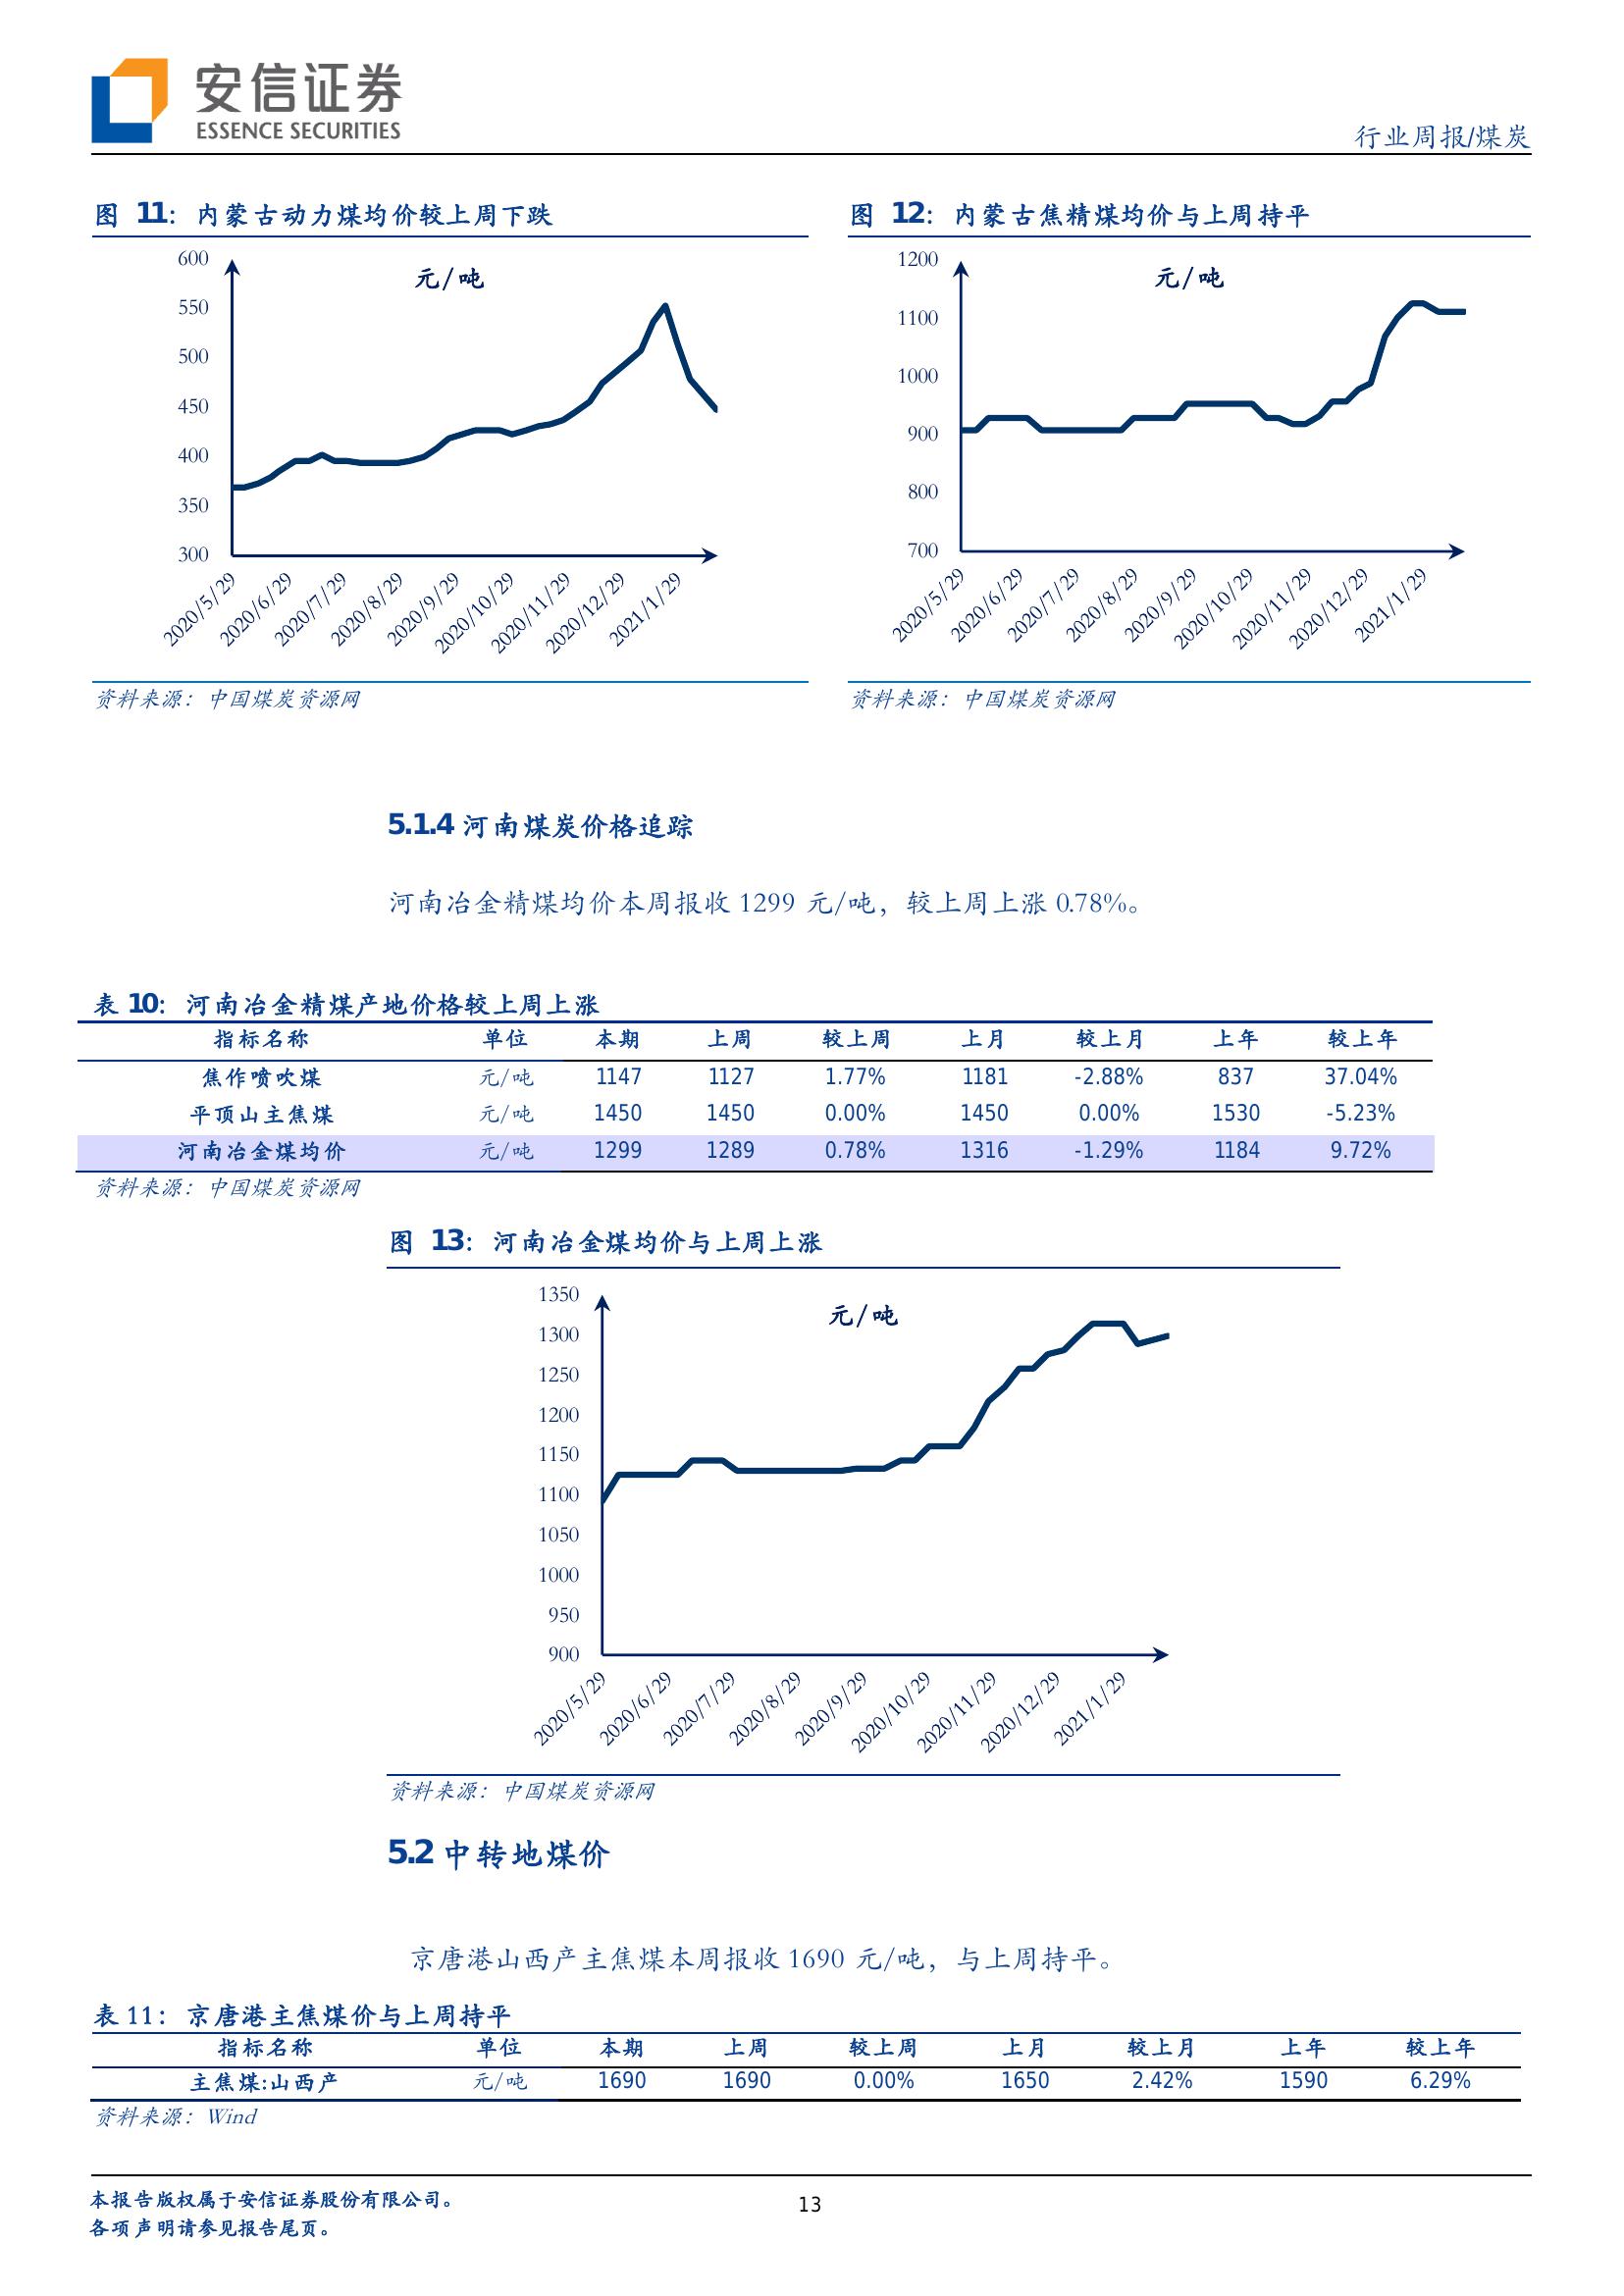 安信证券
ESSENCE SECURITIES
行业周报/煤炭
图 11：内蒙古动力煤均价较上周下跌
元/吨
600
550
500
450
400
350
300
2020/5/29
2020/6/29
2020/7/29
2020/8/29
2020/9/29
2020/10/29
2020/11/29
2020/12/29
2021/1/29
资料来源：中国煤炭资源网
图 12：内蒙古焦精煤均价与上周持平
元/吨
1200
1100
1000
900
800
700
2020/5/29
2020/6/29
2020/7/29
2020/8/29
2020/9/29
2020/10/29
2020/11/29
2020/12/29
2021/1/29
资料来源：中国煤炭资源网
5.1.4 河南煤炭价格追踪
河南冶金精煤均价本周报收 1299 元/吨，较上周上涨 0.78%。
表 10：河南冶金精煤产地价格较上周上涨
指标名称 单位 本期 上周 较上周 上月 较上月 上年 较上年
焦作喷吹煤 元/吨 1147 1127 1.77% 1181 -2.88% 837 37.04%
平顶山主焦煤 元/吨 1450 1450 0.00% 1450 0.00% 1530 -5.23%
河南冶金煤均价 元/吨 1299 1289 0.78% 1316 -1.29% 1184 9.72%
资料来源：中国煤炭资源网
图 13：河南冶金煤均价与上周上涨
元/吨
1350
1300
1250
1200
1150
1100
1050
1000
950
900
2020/5/29
2020/6/29
2020/7/29
2020/8/29
2020/9/29
2020/10/29
2020/11/29
2020/12/29
2021/1/29
资料来源：中国煤炭资源网
5.2 中转地煤价
京唐港山西产主焦煤本周报收 1690 元/吨，与上周持平。
表 11：京唐港主焦煤价与上周持平
指标名称 单位 本期 上周 较上周 上月 较上月 上年 较上年
主焦煤:山西产 元/吨 1690 1690 0.00% 1650 2.42% 1590 6.29%
资料来源：Wind
本报告版权属于安信证券股份有限公司。
各项声明请参见报告尾页。
13